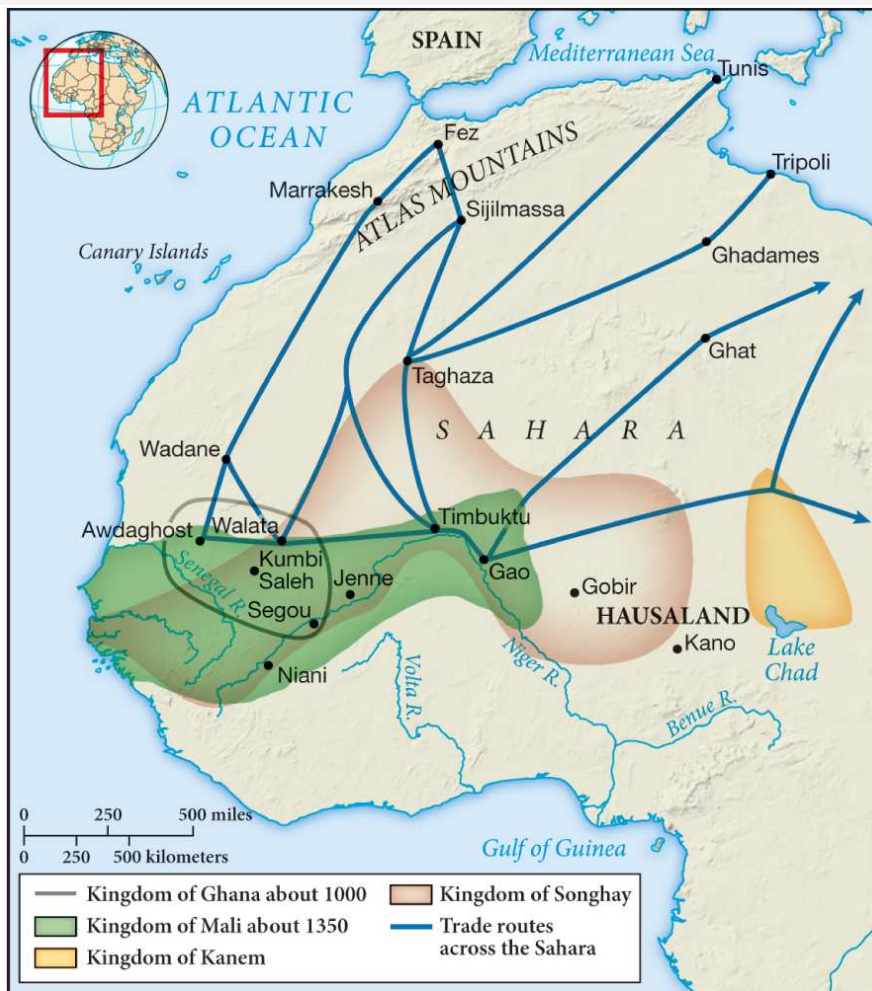 SPAIN
Mediterranean Sea
Tunis
ATLANTIC
OCEAN
Fez
Tripoli
Marrakesh
ATLAS MOUNTAINS
Sijilmassa
Ghadames
Canary Islands
Ghat
Taghaza
SAHARA
Wadane
Awdaghost
Walata
Timbuktu
Kumbi
Saleh
Gao
Senegal R.
Jenne
Gobir
Segou
HAUSALAND
Kano
Lake
Chad
Niani
Volta R.
Niger R.
Benue R.
0 250 500 miles
0 250 500 kilometers
Gulf of Guinea
Kingdom of Ghana about 1000
Kingdom of Mali about 1350
Kingdom of Kanem
Kingdom of Songhay
Trade routes
across the Sahara